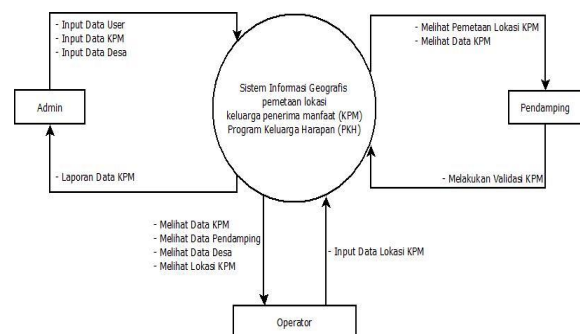 - Input Data User
- Input Data KPM
- Input Data Desa
Admin
- Laporan Data KPM
Sistem Informasi Geografis
pemetaan lokasi
keluarga penerima manfaat (KPM)
Program Keluarga Harapan (PKH)
- Melihat Pemetaan Lokasi KPM
- Melihat Data KPM
Pendamping
- Melakukan Validasi KPM
- Melihat Data KPM
- Melihat Data Pendamping
- Melihat Data Desa
- Melihat Lokasi KPM
- Input Data Lokasi KPM
Operator